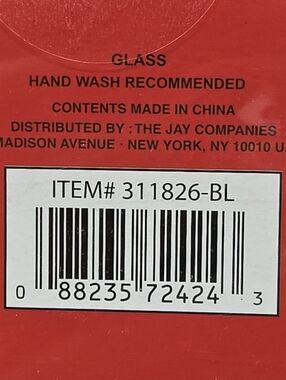 GLASS
HAND WASH RECOMMENDED
CONTENTS MADE IN CHINA
DISTRIBUTED BY : THE JAY COMPANIES
MADISON AVENUE · NEW YORK, NY 10010 U
ITEM# 311826-BL
0 88235 72424 3